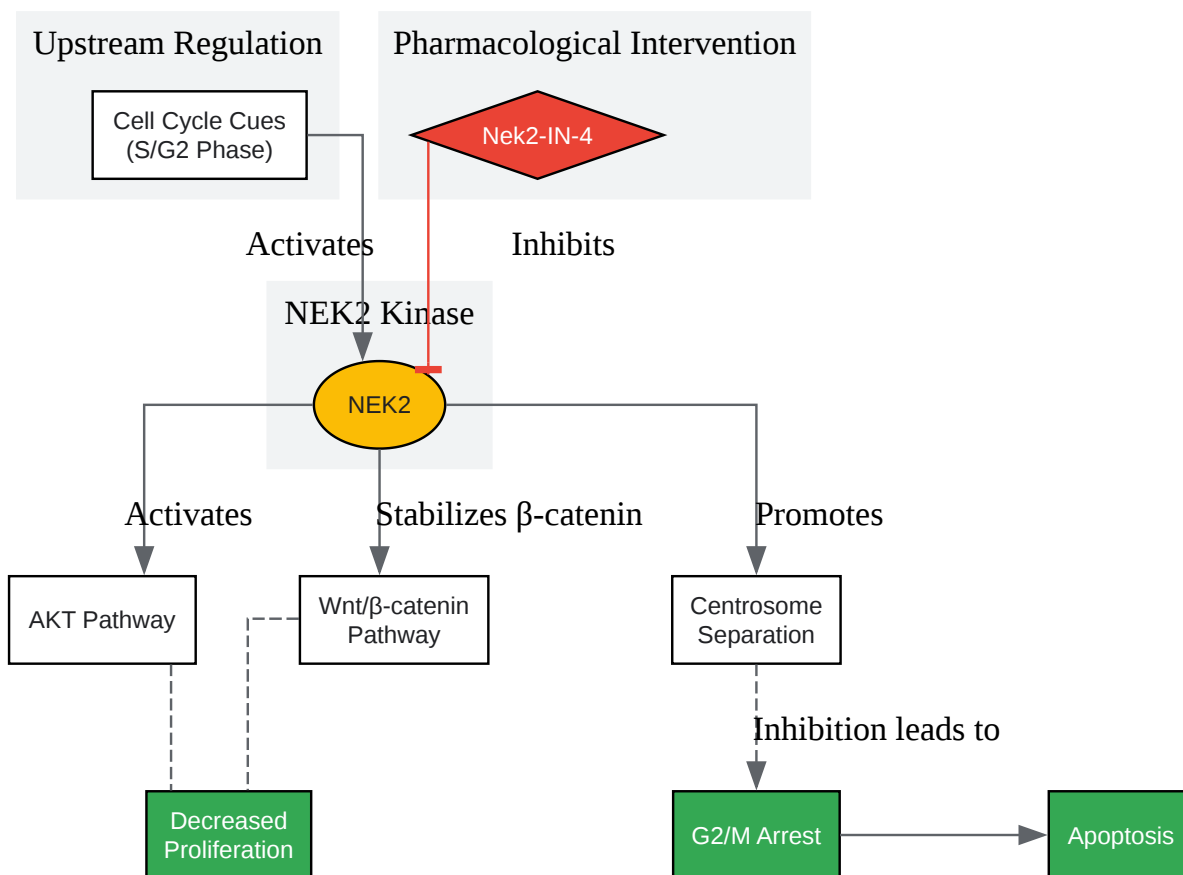 Upstream Regulation
Pharmacological Intervention
Cell Cycle Cues
(S/G2 Phase)
Nek2-IN-4
Activates
Inhibits
NEK2 Kinase
NEK2
Activates
Stabilizes β-catenin
Promotes
AKT Pathway
Wnt/β-catenin
Pathway
Centrosome
Separation
Inhibition leads to
Decreased
Proliferation
G2/M Arrest
Apoptosis